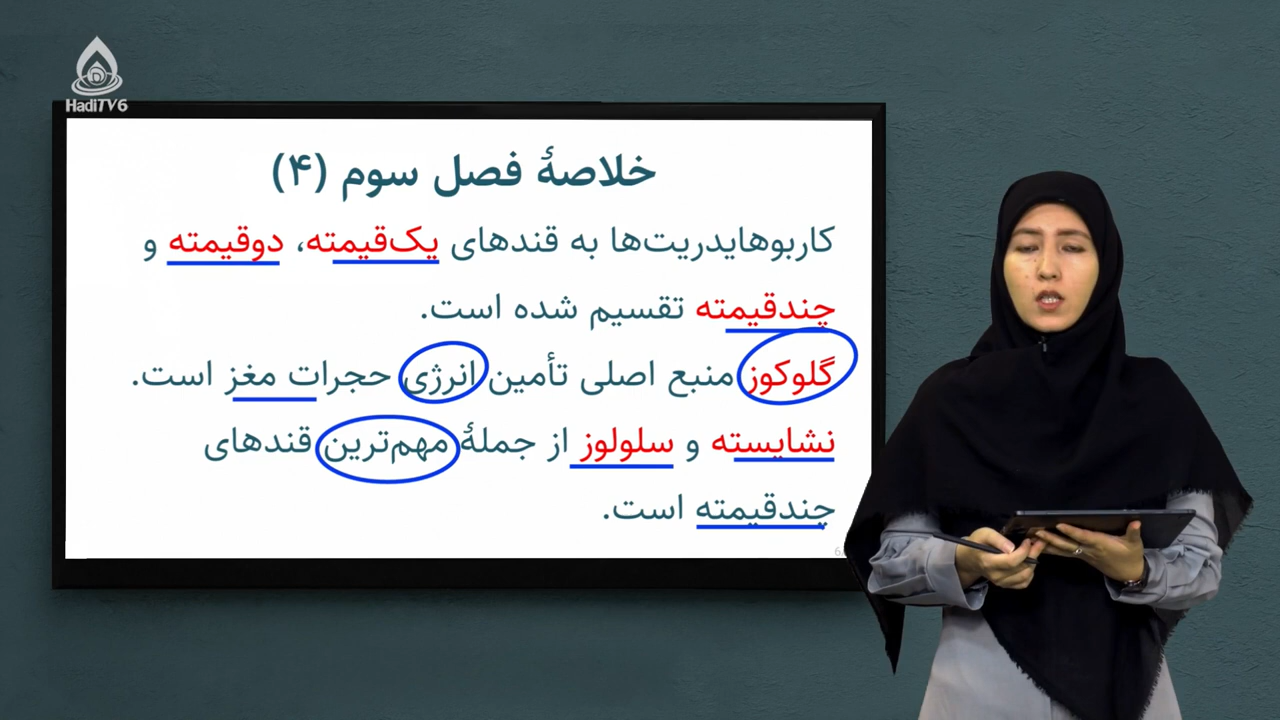 HadiTV6
خلاصهٔ فصل سوم (۴)
کاربوهایدریت‌ها به قندهای یک‌قیمته، دوقیمته و
چندقیمته تقسیم شده است.
گلوکوز منبع اصلی تأمین انرژی حجرات مغز است.
نشایسته و سلولوز از جملهٔ مهم‌ترین قندهای
چندقیمته است.